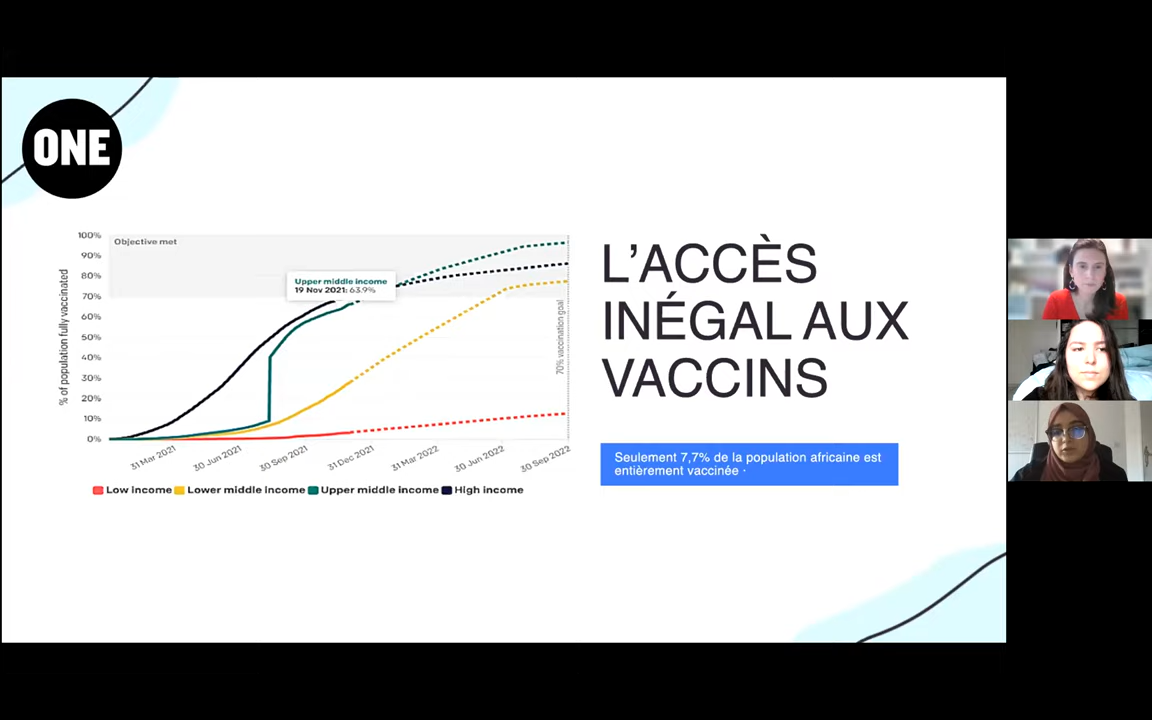 ONE
L'ACCÈS
INÉGAL AUX
VACCINS
Seulement 7,7% de la population africaine est
entièrement vaccinée ·
% of population fully vaccinated
100%
90%
80%
70%
60%
50%
40%
30%
20%
10%
0%
Objective met
Upper middle income
19 Nov 2021: 63.9%
70% vaccination goal
31 Mar 2021
30 Jun 2021
30 Sep 2021
31 Dec 2021
31 Mar 2022
30 Jun 2022
30 Sep 2022
Low income
Lower middle income
Upper middle income
High income